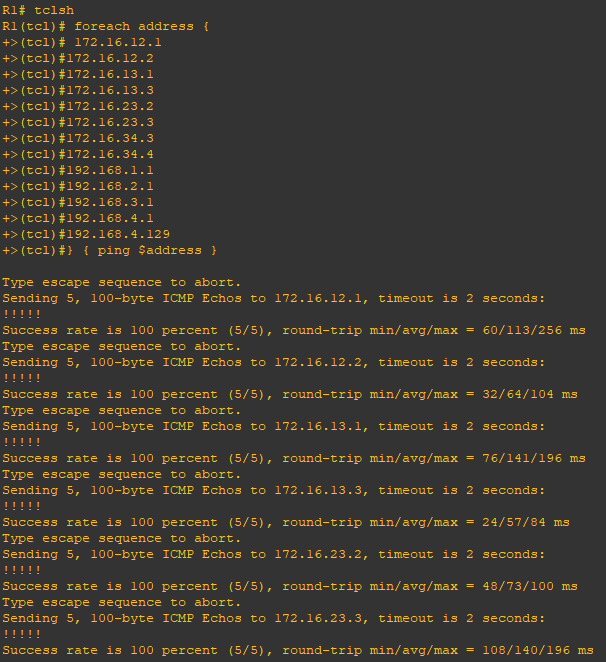 R1# tclsh
R1(tcl)# foreach address {
+>(tcl)# 172.16.12.1
+>(tcl)#172.16.12.2
+>(tcl)#172.16.13.1
+>(tcl)#172.16.13.3
+>(tcl)#172.16.23.2
+>(tcl)#172.16.23.3
+>(tcl)#172.16.34.3
+>(tcl)#172.16.34.4
+>(tcl)#192.168.1.1
+>(tcl)#192.168.2.1
+>(tcl)#192.168.3.1
+>(tcl)#192.168.4.1
+>(tcl)#192.168.4.129
+>(tcl)#} { ping $address }
Type escape sequence to abort.
Sending 5, 100-byte ICMP Echos to 172.16.12.1, timeout is 2 seconds:
!!!!!
Success rate is 100 percent (5/5), round-trip min/avg/max = 60/113/256 ms
Type escape sequence to abort.
Sending 5, 100-byte ICMP Echos to 172.16.12.2, timeout is 2 seconds:
!!!!!
Success rate is 100 percent (5/5), round-trip min/avg/max = 32/64/104 ms
Type escape sequence to abort.
Sending 5, 100-byte ICMP Echos to 172.16.13.1, timeout is 2 seconds:
!!!!!
Success rate is 100 percent (5/5), round-trip min/avg/max = 76/141/196 ms
Type escape sequence to abort.
Sending 5, 100-byte ICMP Echos to 172.16.13.3, timeout is 2 seconds:
!!!!!
Success rate is 100 percent (5/5), round-trip min/avg/max = 24/57/84 ms
Type escape sequence to abort.
Sending 5, 100-byte ICMP Echos to 172.16.23.2, timeout is 2 seconds:
!!!!!
Success rate is 100 percent (5/5), round-trip min/avg/max = 48/73/100 ms
Type escape sequence to abort.
Sending 5, 100-byte ICMP Echos to 172.16.23.3, timeout is 2 seconds:
!!!!!
Success rate is 100 percent (5/5), round-trip min/avg/max = 108/140/196 ms